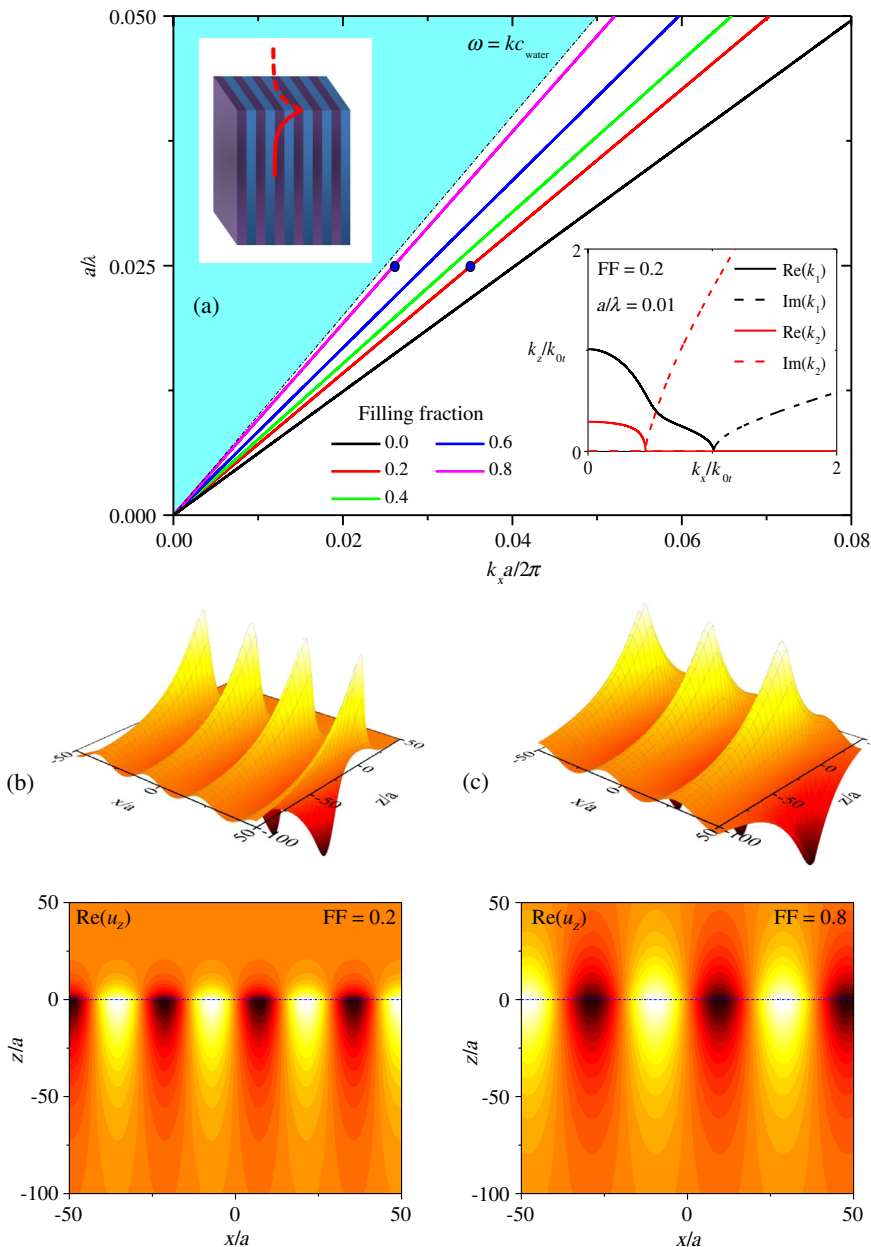 0.050
ω = kc_water
a/λ
0.025
(a)
2
FF = 0.2
a/λ = 0.01
Re(k_1)
Im(k_1)
Re(k_2)
Im(k_2)
k_z/k_0t
0
0
k_x/k_0t
2
Filling fraction
0.0
0.6
0.2
0.8
0.4
0.000
0.00
0.02
0.04
0.06
0.08
k_x a/2π
(b)
-50
x/a
0
50
-100
-50
z/a
0
50
(c)
-50
x/a
0
50
-100
-50
z/a
0
50
Re(u_z)
FF = 0.2
0
z/a
-50
-100
-50
0
50
x/a
50
Re(u_z)
FF = 0.8
0
z/a
-50
-100
-50
0
50
x/a